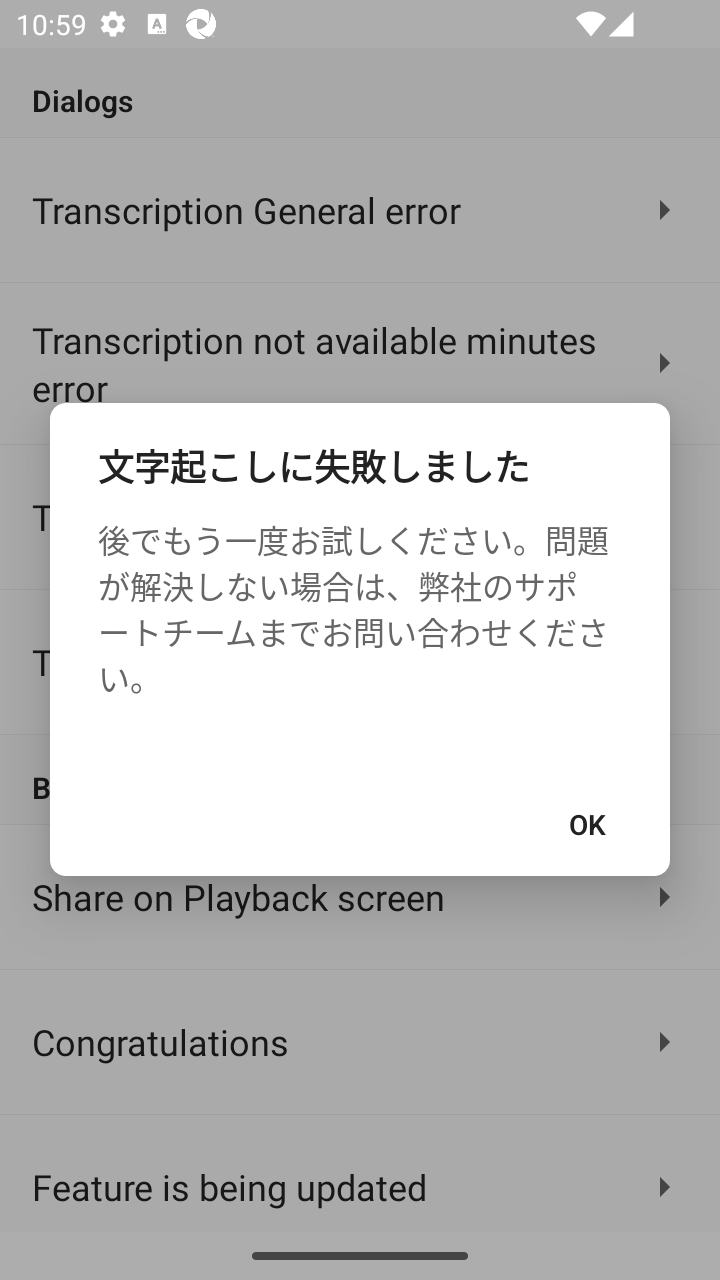 10:59
Dialogs
Transcription General error
Transcription not available minutes
error
文字起こしに失敗しました
後でもう一度お試しください。問題
が解決しない場合は、弊社のサポ
ートチームまでお問い合わせくださ
い。
OK
Share on Playback screen
Congratulations
Feature is being updated